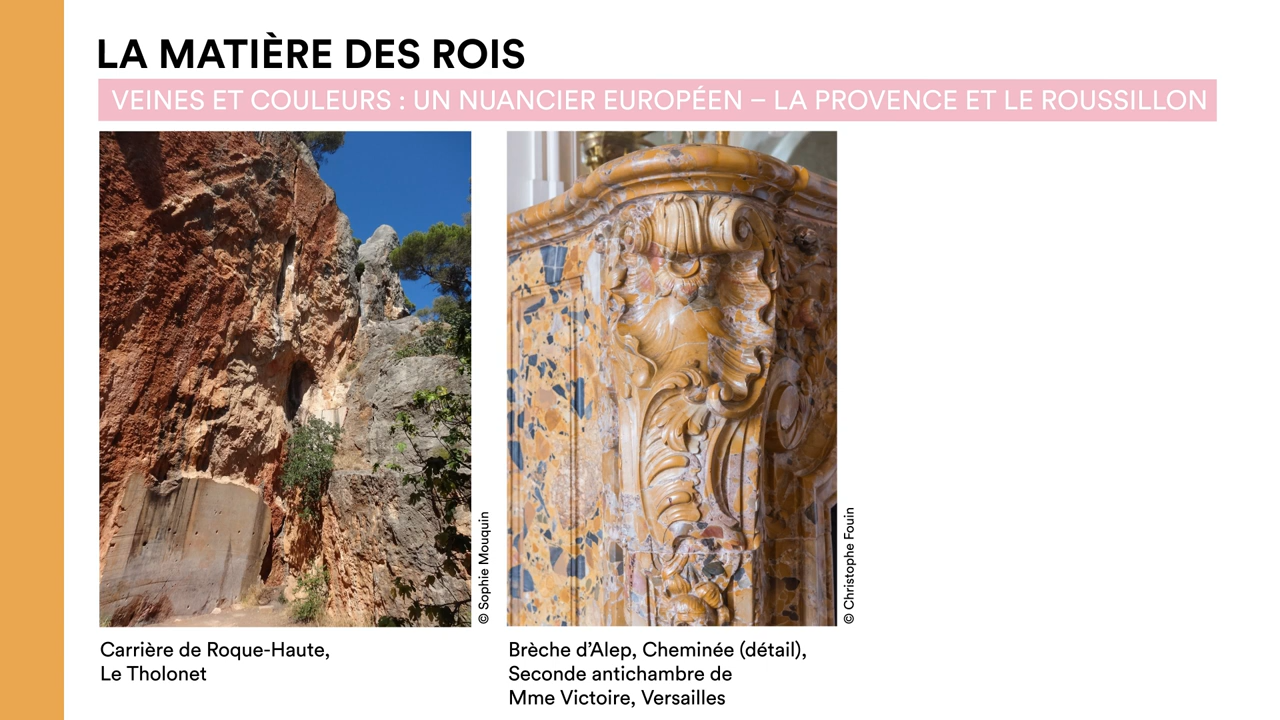 LA MATIÈRE DES ROIS
VEINES ET COULEURS : UN NUANCIER EUROPÉEN – LA PROVENCE ET LE ROUSSILLON
© Sophie Mouquin
© Christophe Fouin
Carrière de Roque-Haute,
Le Tholonet
Brèche d’Alep, Cheminée (détail),
Seconde antichambre de
Mme Victoire, Versailles